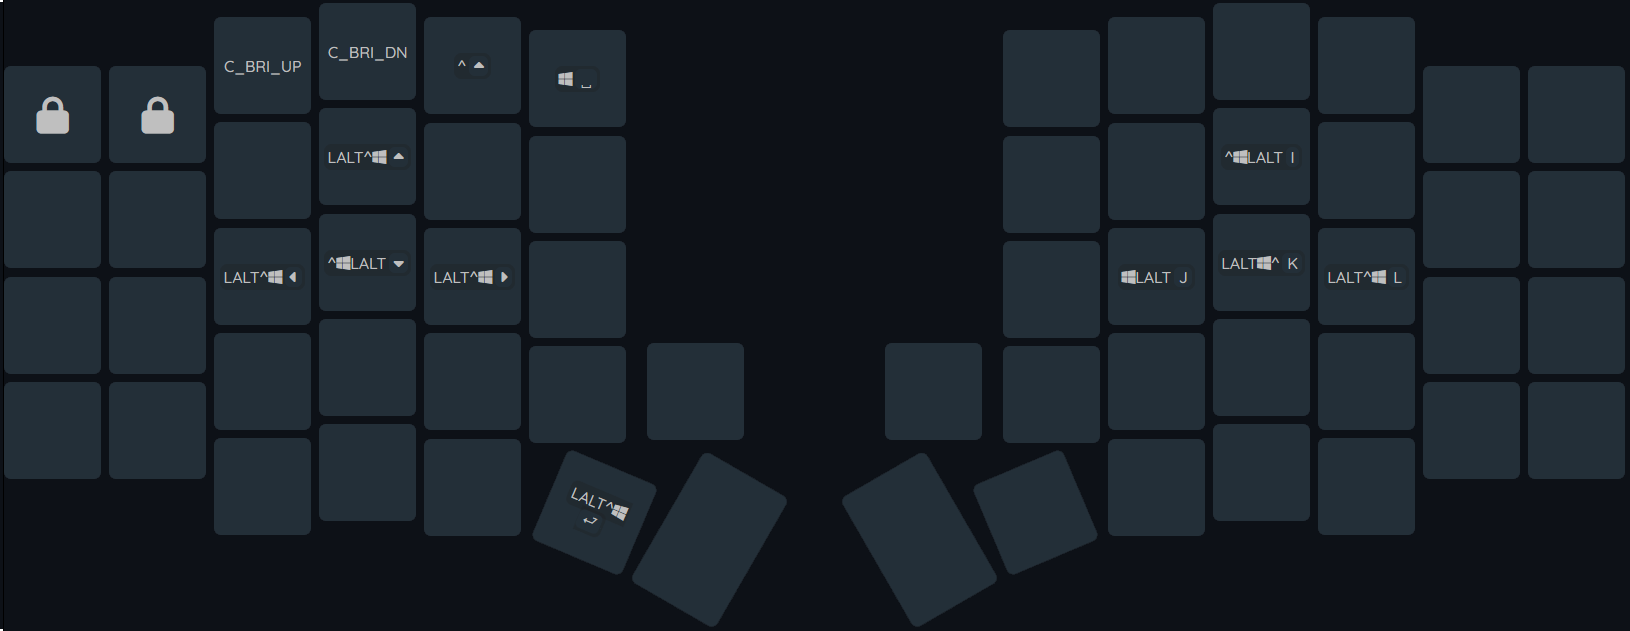 C_BRI_UP
C_BRI_DN
^
LALT^
^LALT I
LALT^
^LALT
LALT^
LALT J
LALT^ K
LALT^ L
LALT^